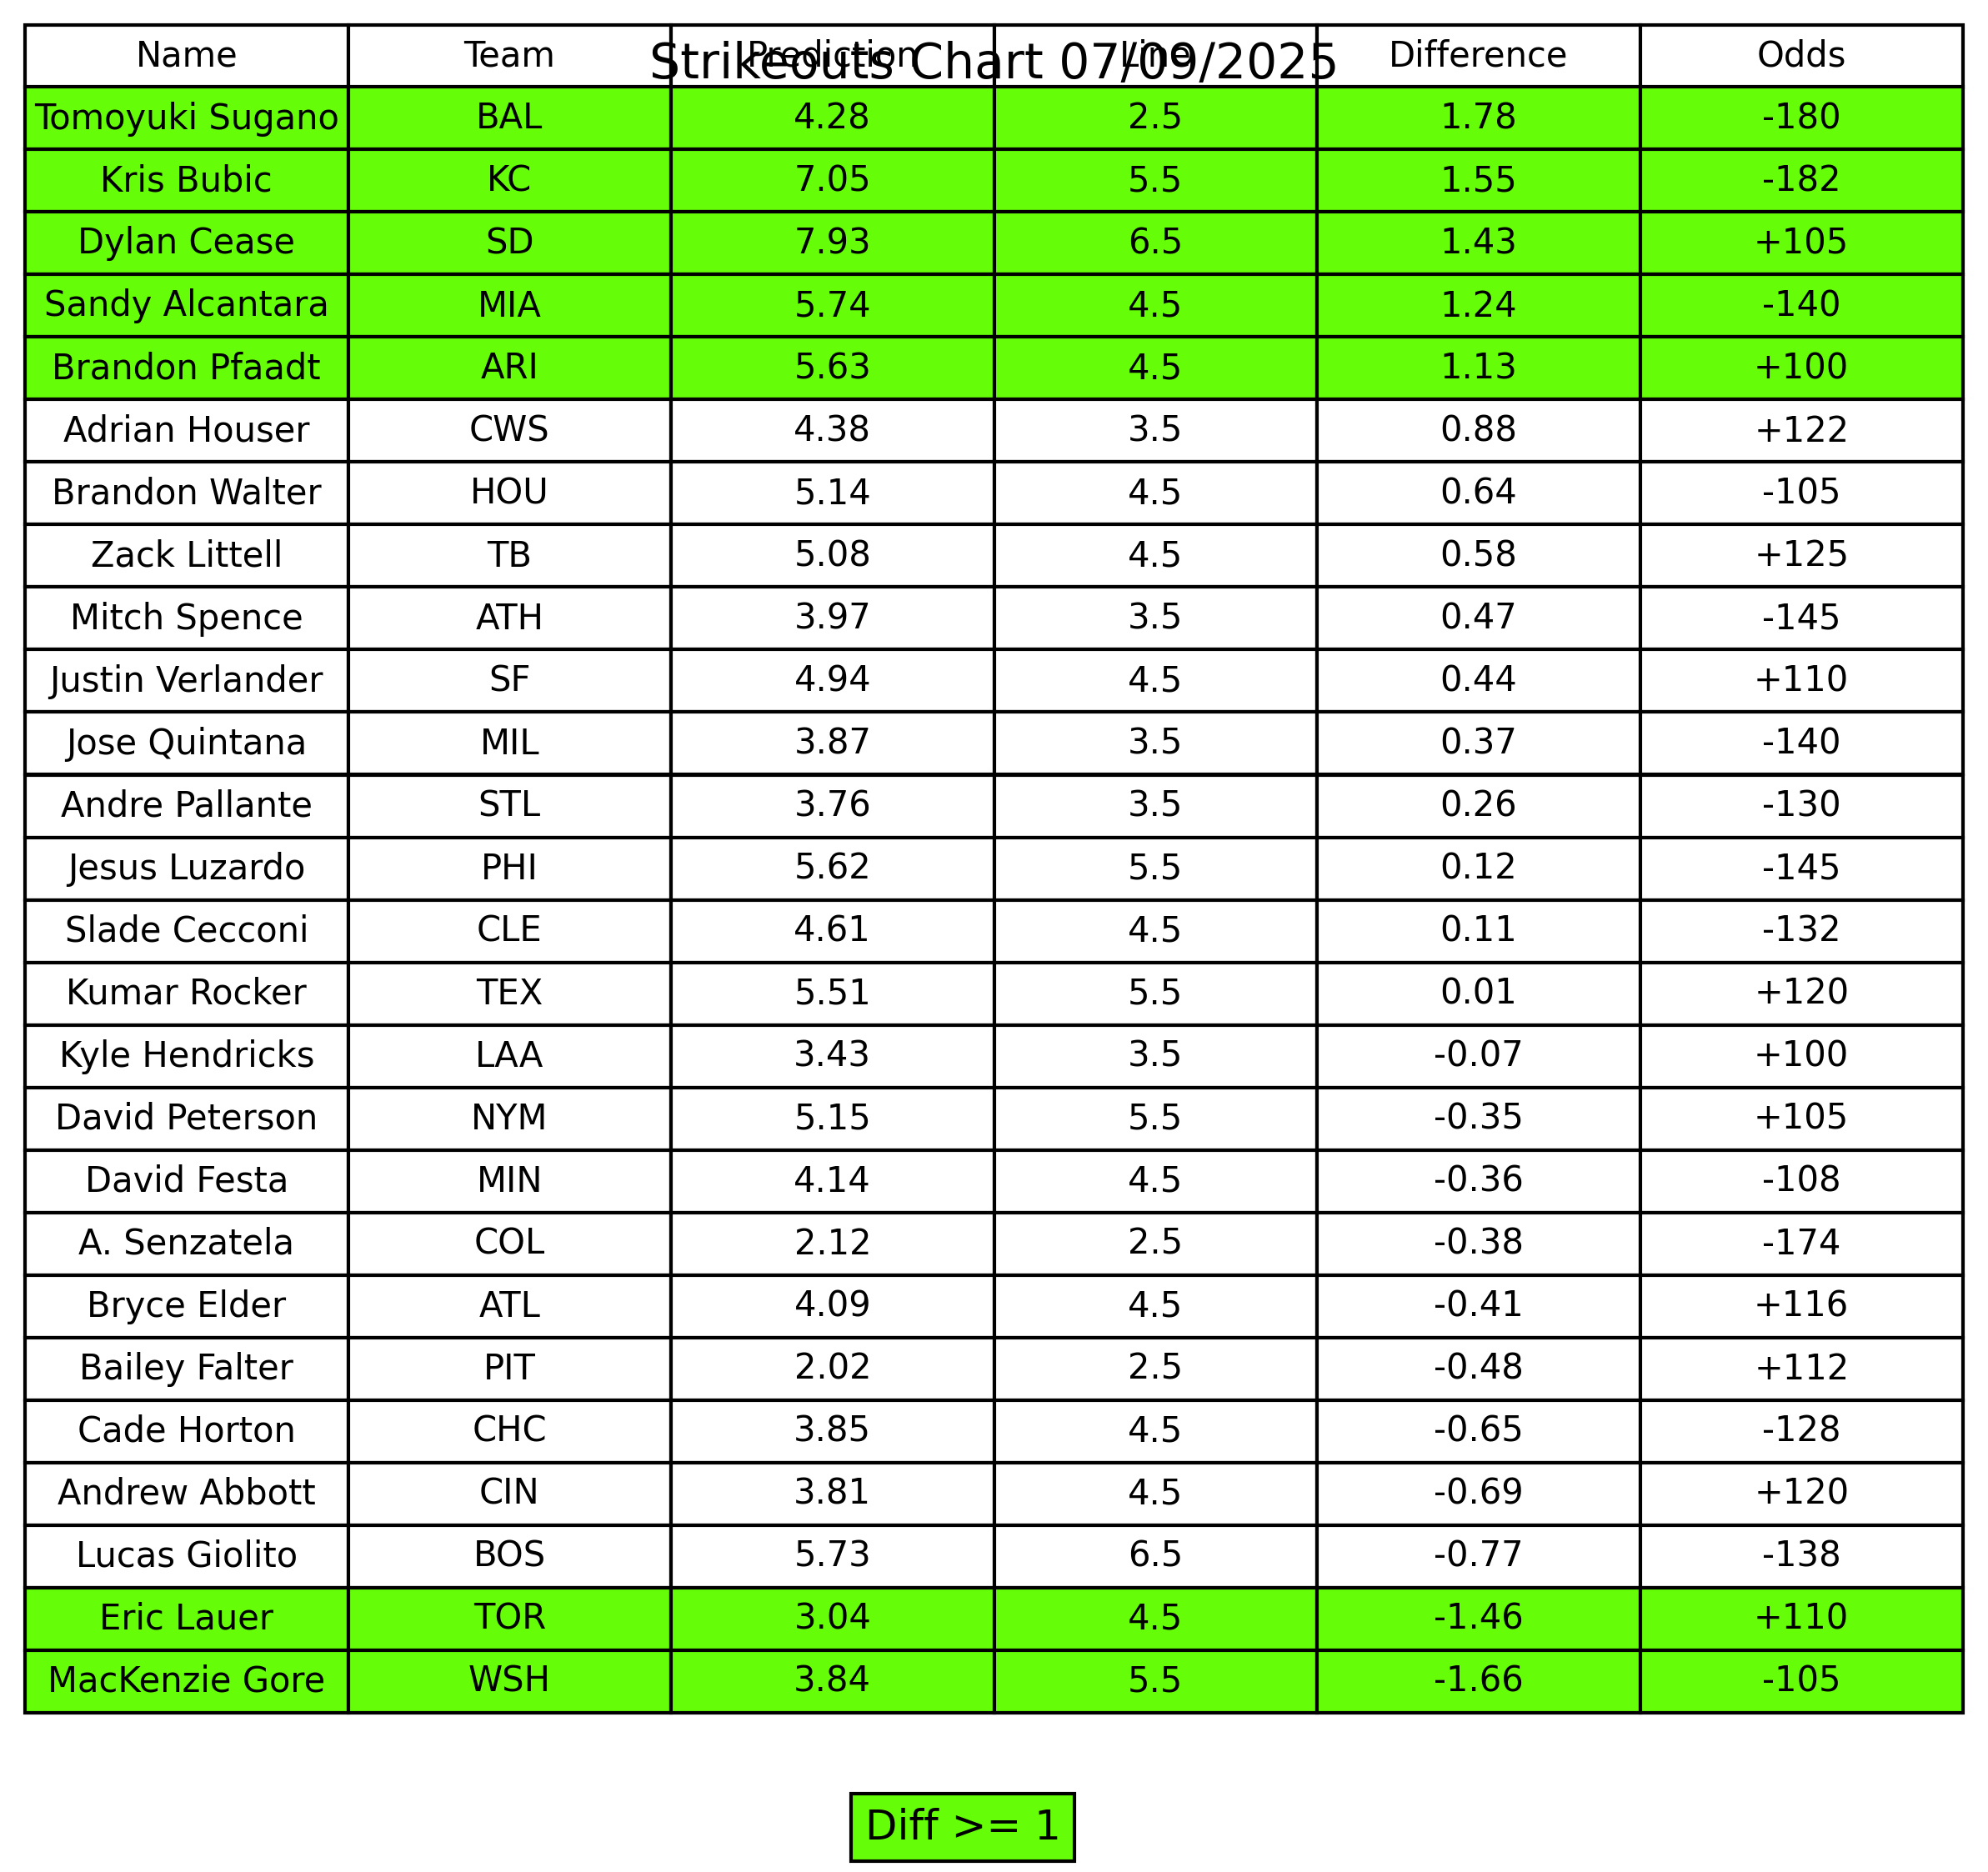 Strikeouts Chart 07/09/2025
Name Team Prediction Line Difference Odds
Tomoyuki Sugano BAL 4.28 2.5 1.78 -180
Kris Bubic KC 7.05 5.5 1.55 -182
Dylan Cease SD 7.93 6.5 1.43 +105
Sandy Alcantara MIA 5.74 4.5 1.24 -140
Brandon Pfaadt ARI 5.63 4.5 1.13 +100
Adrian Houser CWS 4.38 3.5 0.88 +122
Brandon Walter HOU 5.14 4.5 0.64 -105
Zack Littell TB 5.08 4.5 0.58 +125
Mitch Spence ATH 3.97 3.5 0.47 -145
Justin Verlander SF 4.94 4.5 0.44 +110
Jose Quintana MIL 3.87 3.5 0.37 -140
Andre Pallante STL 3.76 3.5 0.26 -130
Jesus Luzardo PHI 5.62 5.5 0.12 -145
Slade Cecconi CLE 4.61 4.5 0.11 -132
Kumar Rocker TEX 5.51 5.5 0.01 +120
Kyle Hendricks LAA 3.43 3.5 -0.07 +100
David Peterson NYM 5.15 5.5 -0.35 +105
David Festa MIN 4.14 4.5 -0.36 -108
A. Senzatela COL 2.12 2.5 -0.38 -174
Bryce Elder ATL 4.09 4.5 -0.41 +116
Bailey Falter PIT 2.02 2.5 -0.48 +112
Cade Horton CHC 3.85 4.5 -0.65 -128
Andrew Abbott CIN 3.81 4.5 -0.69 +120
Lucas Giolito BOS 5.73 6.5 -0.77 -138
Eric Lauer TOR 3.04 4.5 -1.46 +110
MacKenzie Gore WSH 3.84 5.5 -1.66 -105
Diff >= 1